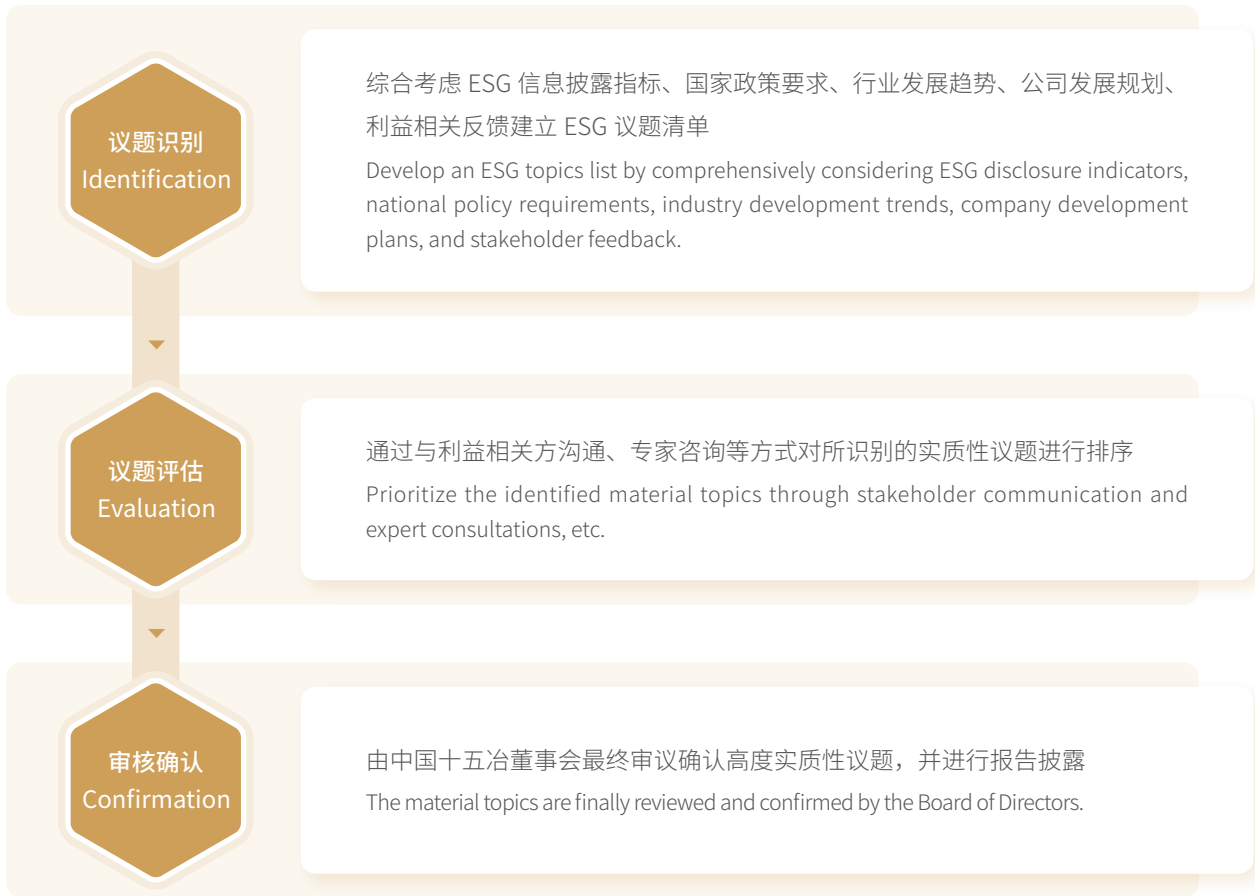 议题识别
Identification
综合考虑 ESG 信息披露指标、国家政策要求、行业发展趋势、公司发展规划、
利益相关反馈建立 ESG 议题清单
Develop an ESG topics list by comprehensively considering ESG disclosure indicators,
national policy requirements, industry development trends, company development
plans, and stakeholder feedback.
议题评估
Evaluation
通过与利益相关方沟通、专家咨询等方式对所识别的实质性议题进行排序
Prioritize the identified material topics through stakeholder communication and
expert consultations, etc.
审核确认
Confirmation
由中国十五冶董事会最终审议确认高度实质性议题，并进行报告披露
The material topics are finally reviewed and confirmed by the Board of Directors.